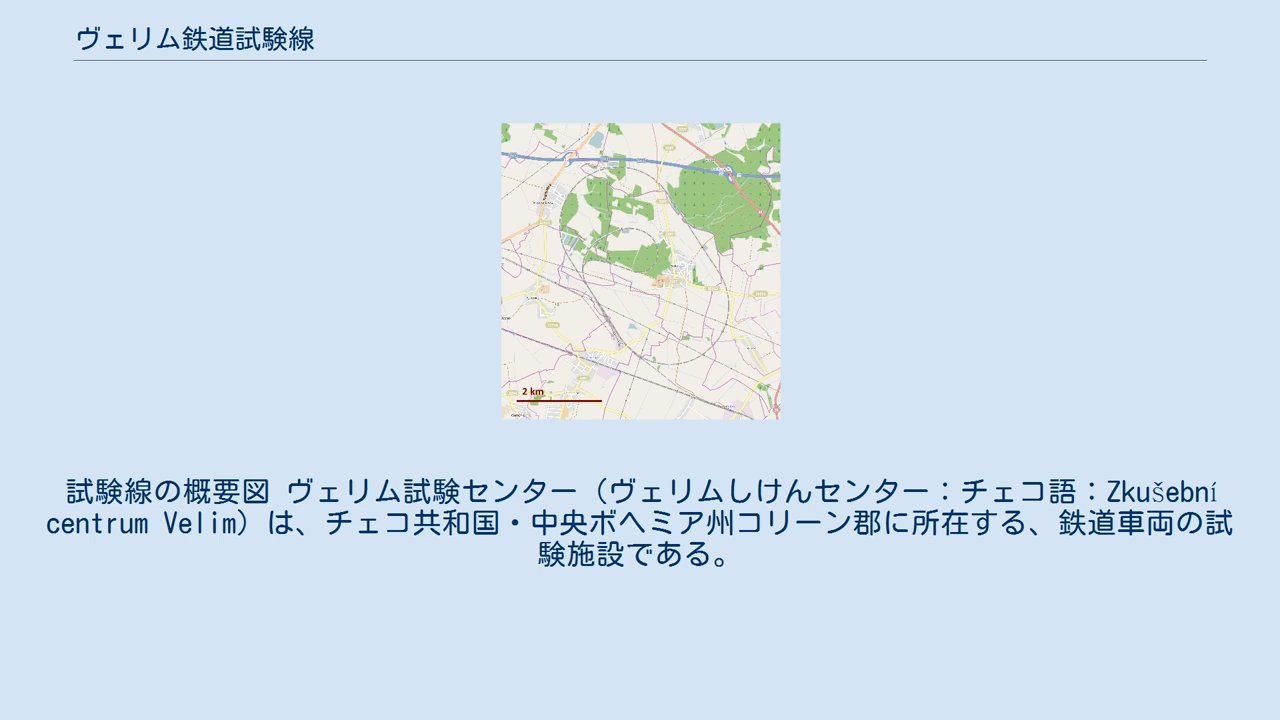 ヴェリム鉄道試験線
2 km
試験線の概要図 ヴェリム試験センター（ヴェリムしけんセンター：チェコ語：Zkušební
centrum Velim）は、チェコ共和国・中央ボヘミア州コリーン郡に所在する、鉄道車両の試
験施設である。